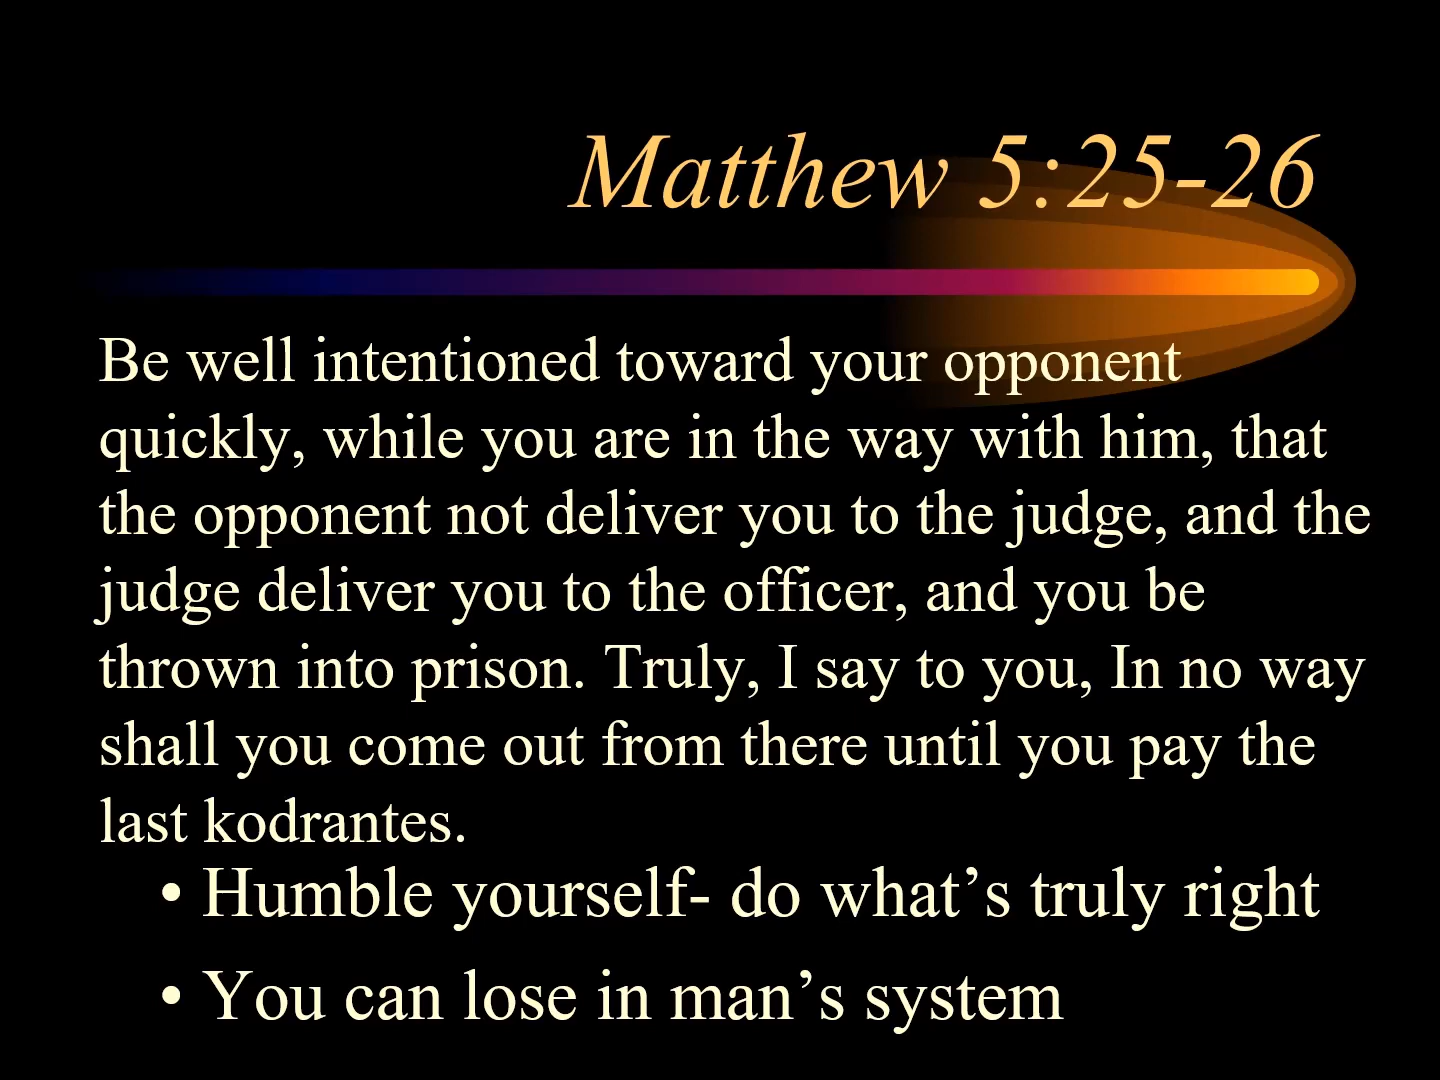 Matthew 5:25-26
Be well intentioned toward your opponent
quickly, while you are in the way with him, that
the opponent not deliver you to the judge, and the
judge deliver you to the officer, and you be
thrown into prison. Truly, I say to you, In no way
shall you come out from there until you pay the
last kodrantes.
• Humble yourself- do what’s truly right
• You can lose in man’s system